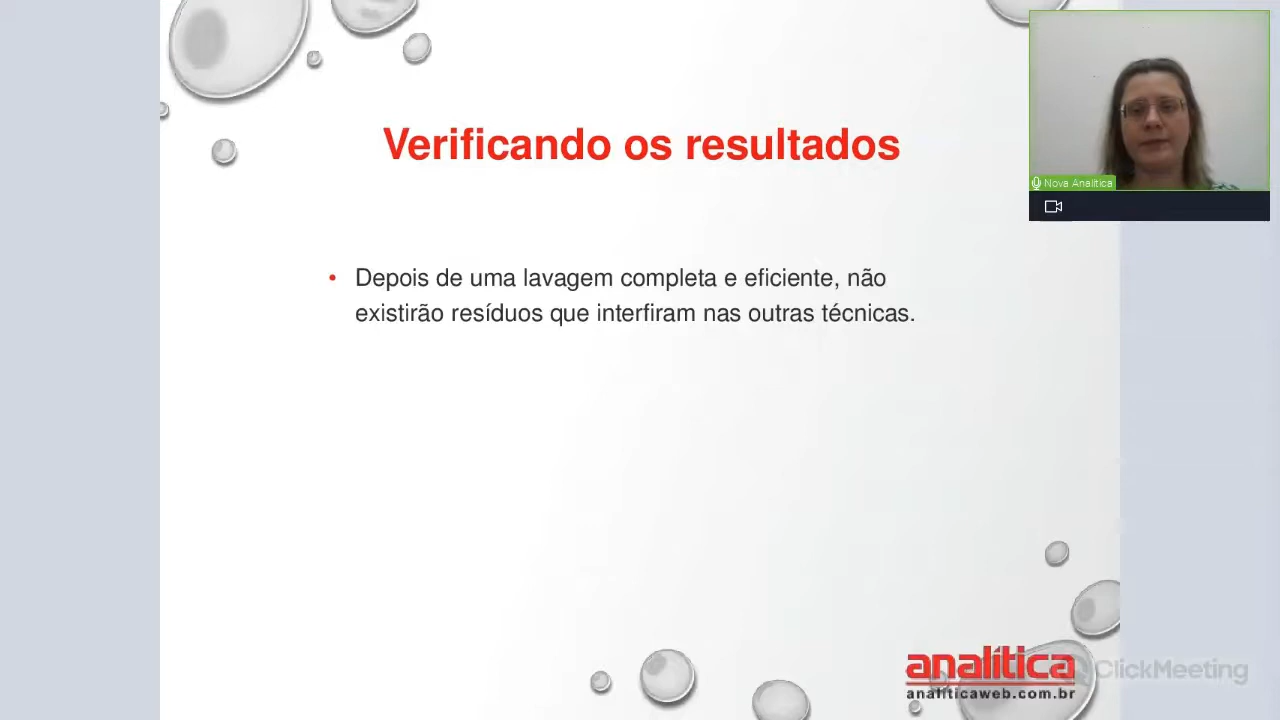 Verificando os resultados
Nova Analitica
• Depois de uma lavagem completa e eficiente, não
existirão resíduos que interfiram nas outras técnicas.
analítica
analiticaweb.com.br
ClickMeeting